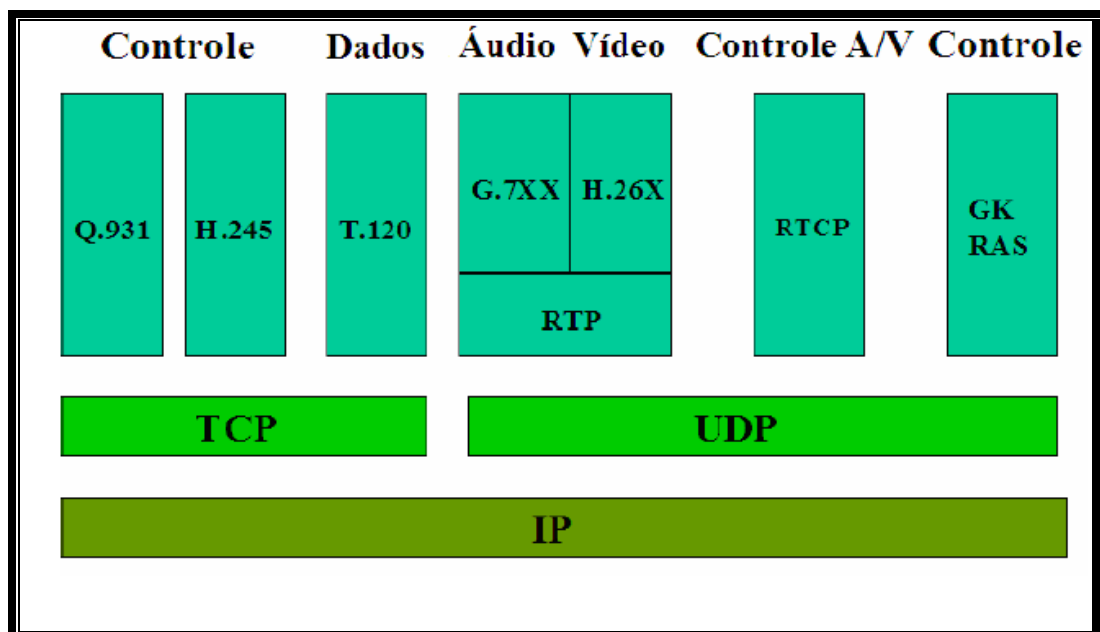 Controle Dados Áudio Vídeo Controle A/V Controle
G.7XX H.26X
Q.931 H.245 T.120 RTCP
GK
RAS
RTP
TCP UDP
IP